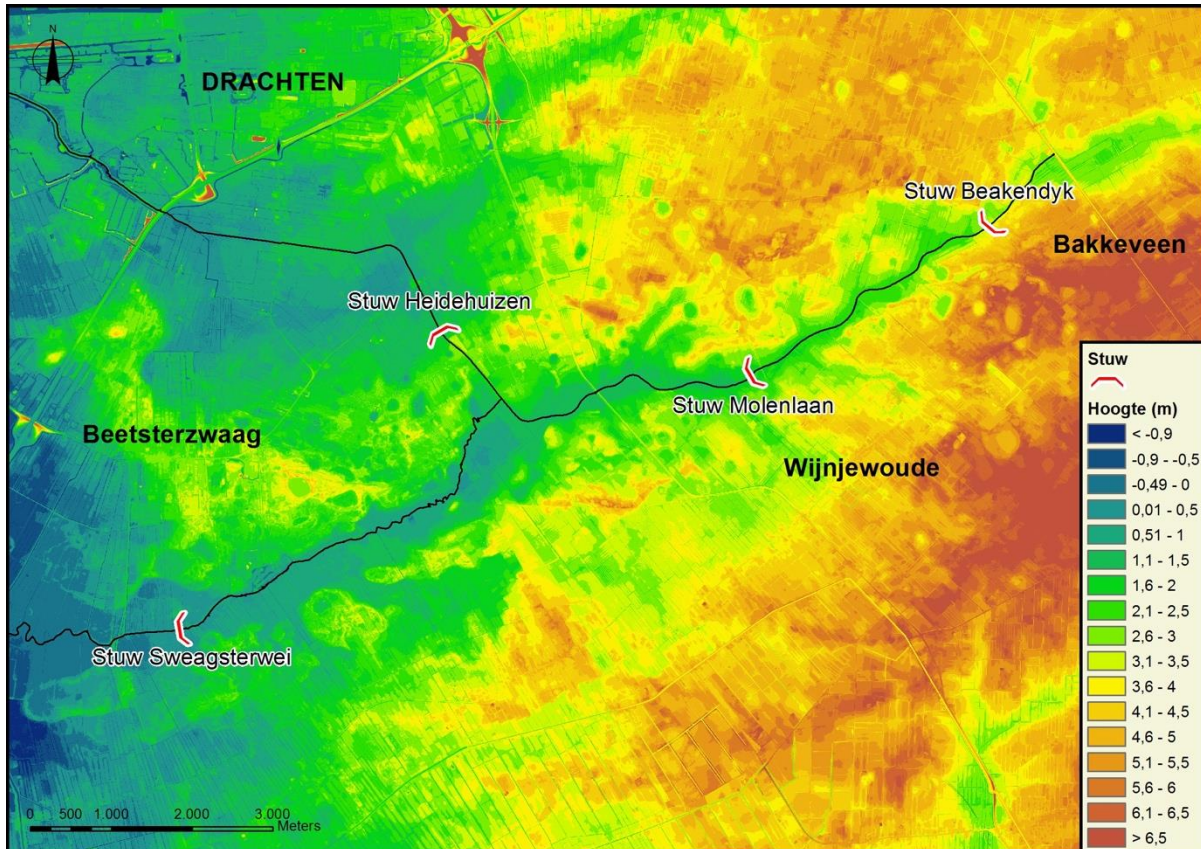 N
DRACHTEN
Stuw Beakendyk
Bakkeveen
Stuw Heidehuizen
Stuw Molenlaan
Beetsterzwaag
Wijnjewoude
Stuw Sweagsterwei
0 500 1.000 2.000 3.000
Meters
Stuw
Hoogte (m)
< -0,9
-0,9 - -0,5
-0,49 - 0
0,01 - 0,5
0,51 - 1
1,1 - 1,5
1,6 - 2
2,1 - 2,5
2,6 - 3
3,1 - 3,5
3,6 - 4
4,1 - 4,5
4,6 - 5
5,1 - 5,5
5,6 - 6
6,1 - 6,5
> 6,5